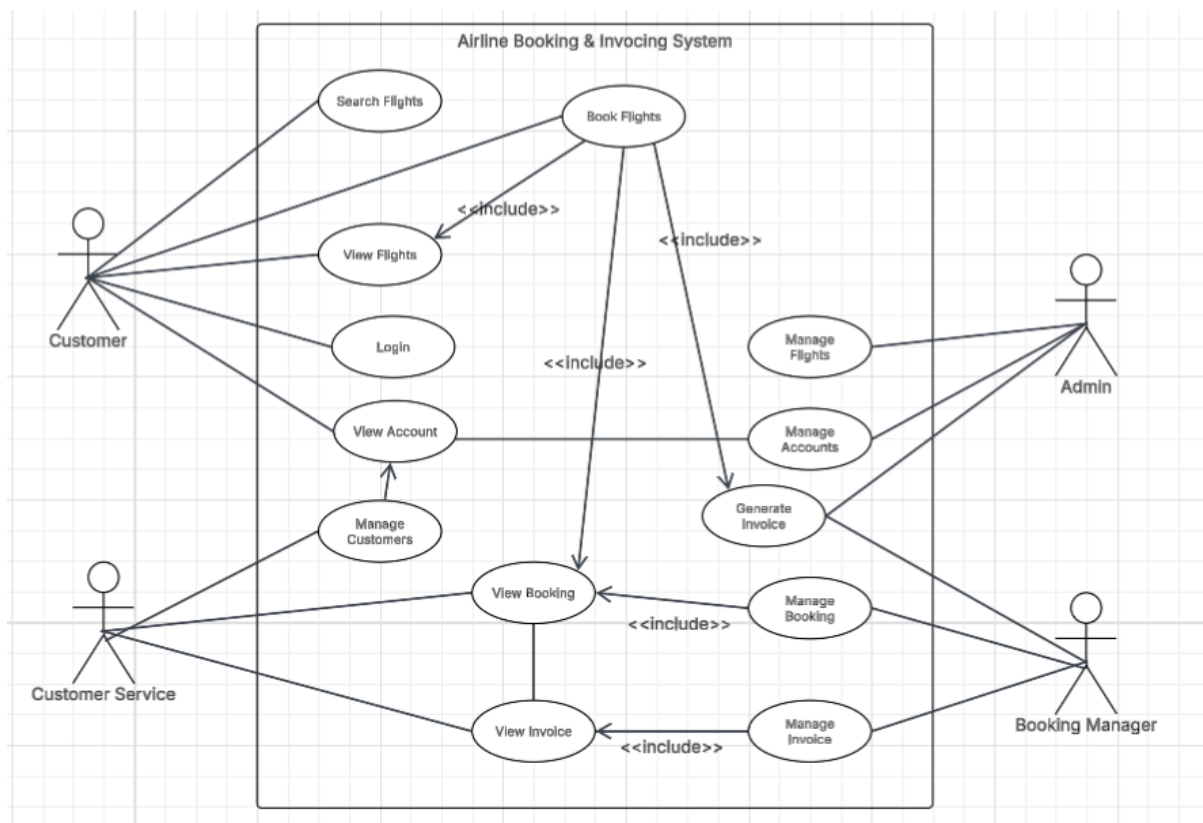 Airline Booking & Invocing System
Search Flights
Book Flights
<<include>>
<<include>>
View Flights
Customer
Login
Manage
Flights
<<include>>
Admin
View Account
Manage
Accounts
Generate
Invoice
Manage
Customers
View Booking
Manage
Booking
<<include>>
Customer Service
Booking Manager
View Invoice
Manage
Invoice
<<include>>